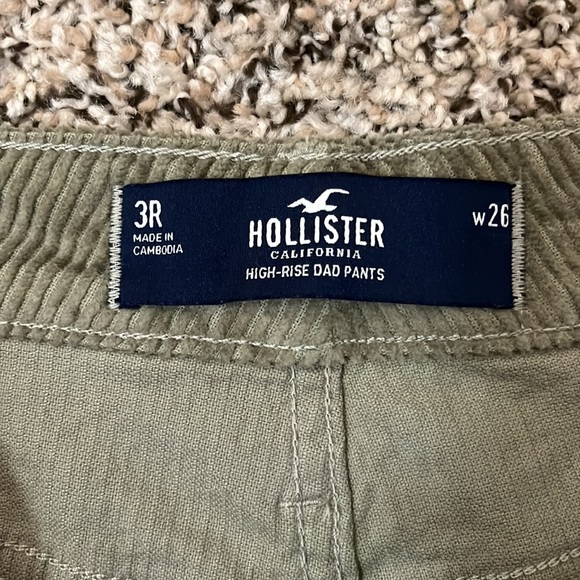 3R
MADE IN
CAMBODIA
HOLLISTER
CALIFORNIA
HIGH-RISE DAD PANTS
W26